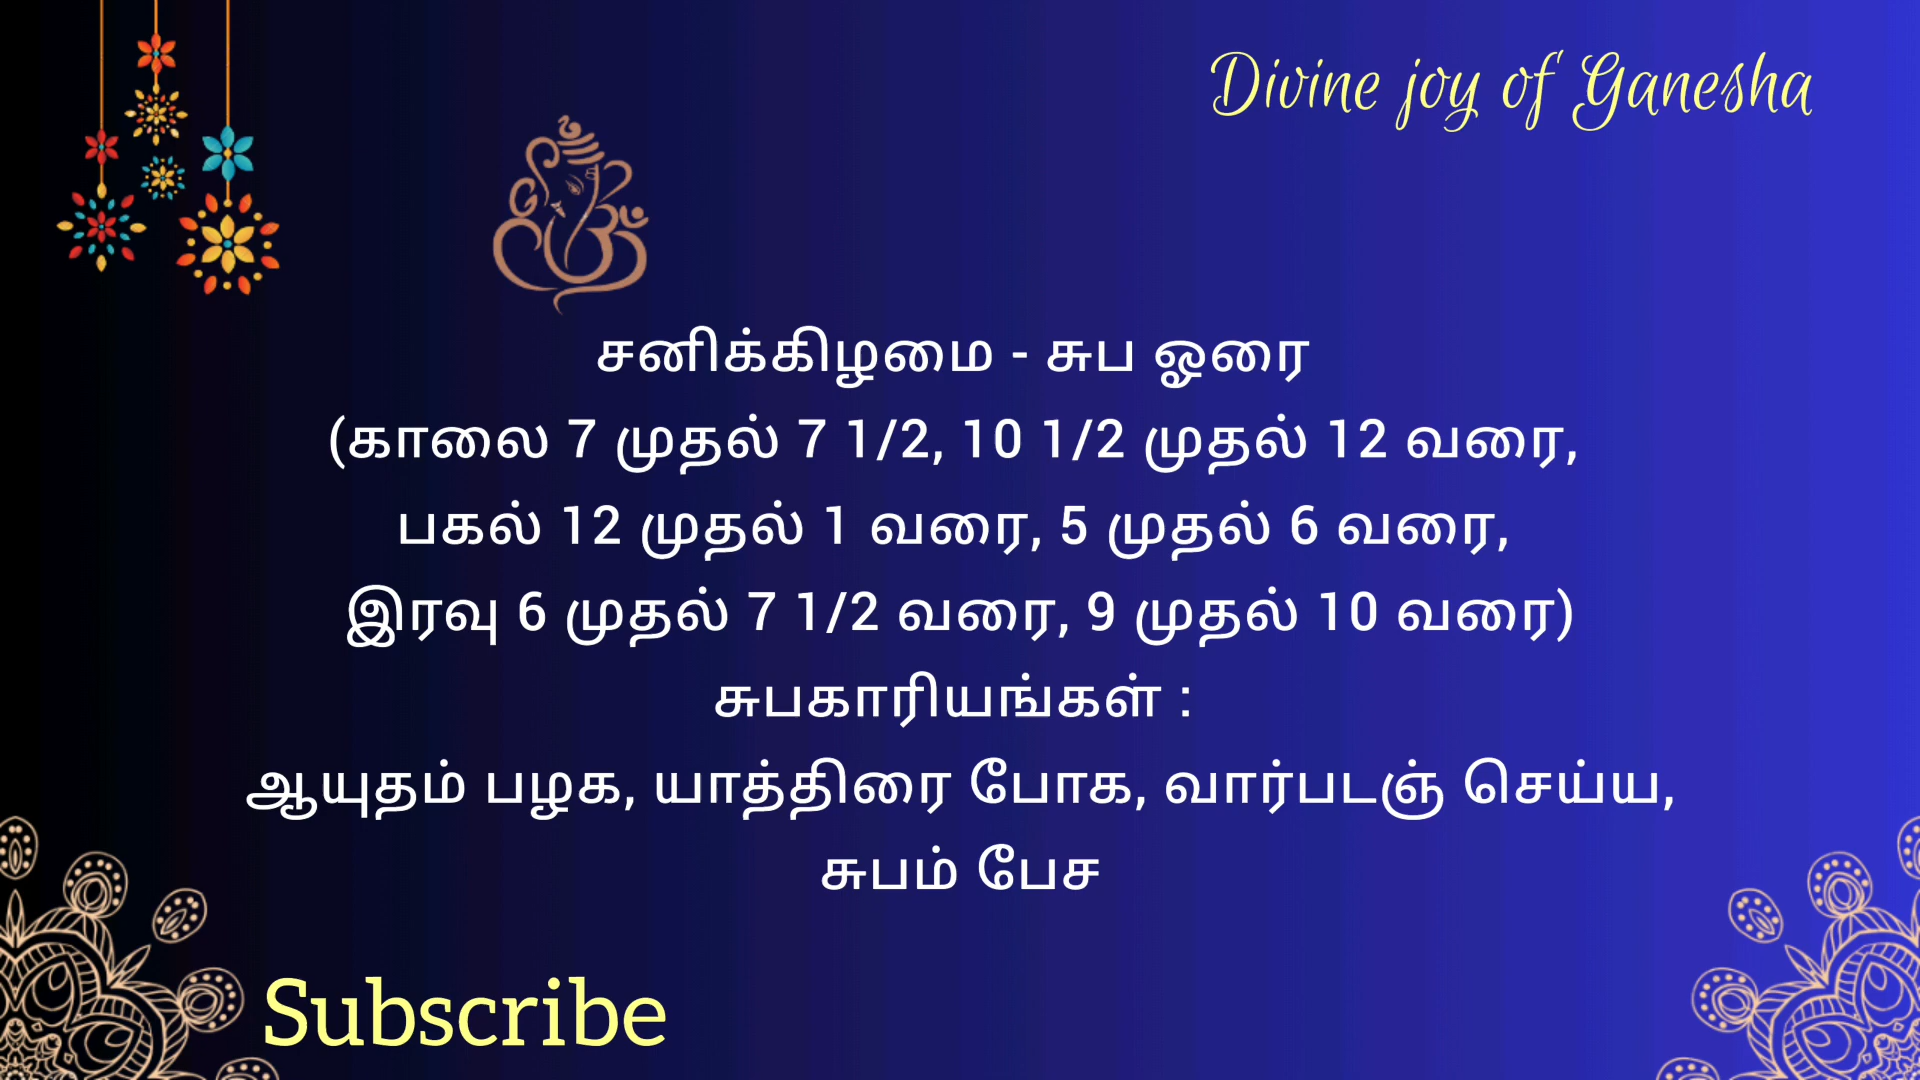 Divine joy of Ganesha
சனிக்கிழமை - சுப ஓரை
(காலை 7 முதல் 7 1/2, 10 1/2 முதல் 12 வரை,
பகல் 12 முதல் 1 வரை, 5 முதல் 6 வரை,
இரவு 6 முதல் 7 1/2 வரை, 9 முதல் 10 வரை)
சுபகாரியங்கள் :
ஆயுதம் பழக, யாத்திரை போக, வார்படஞ் செய்ய,
சுபம் பேச
Subscribe